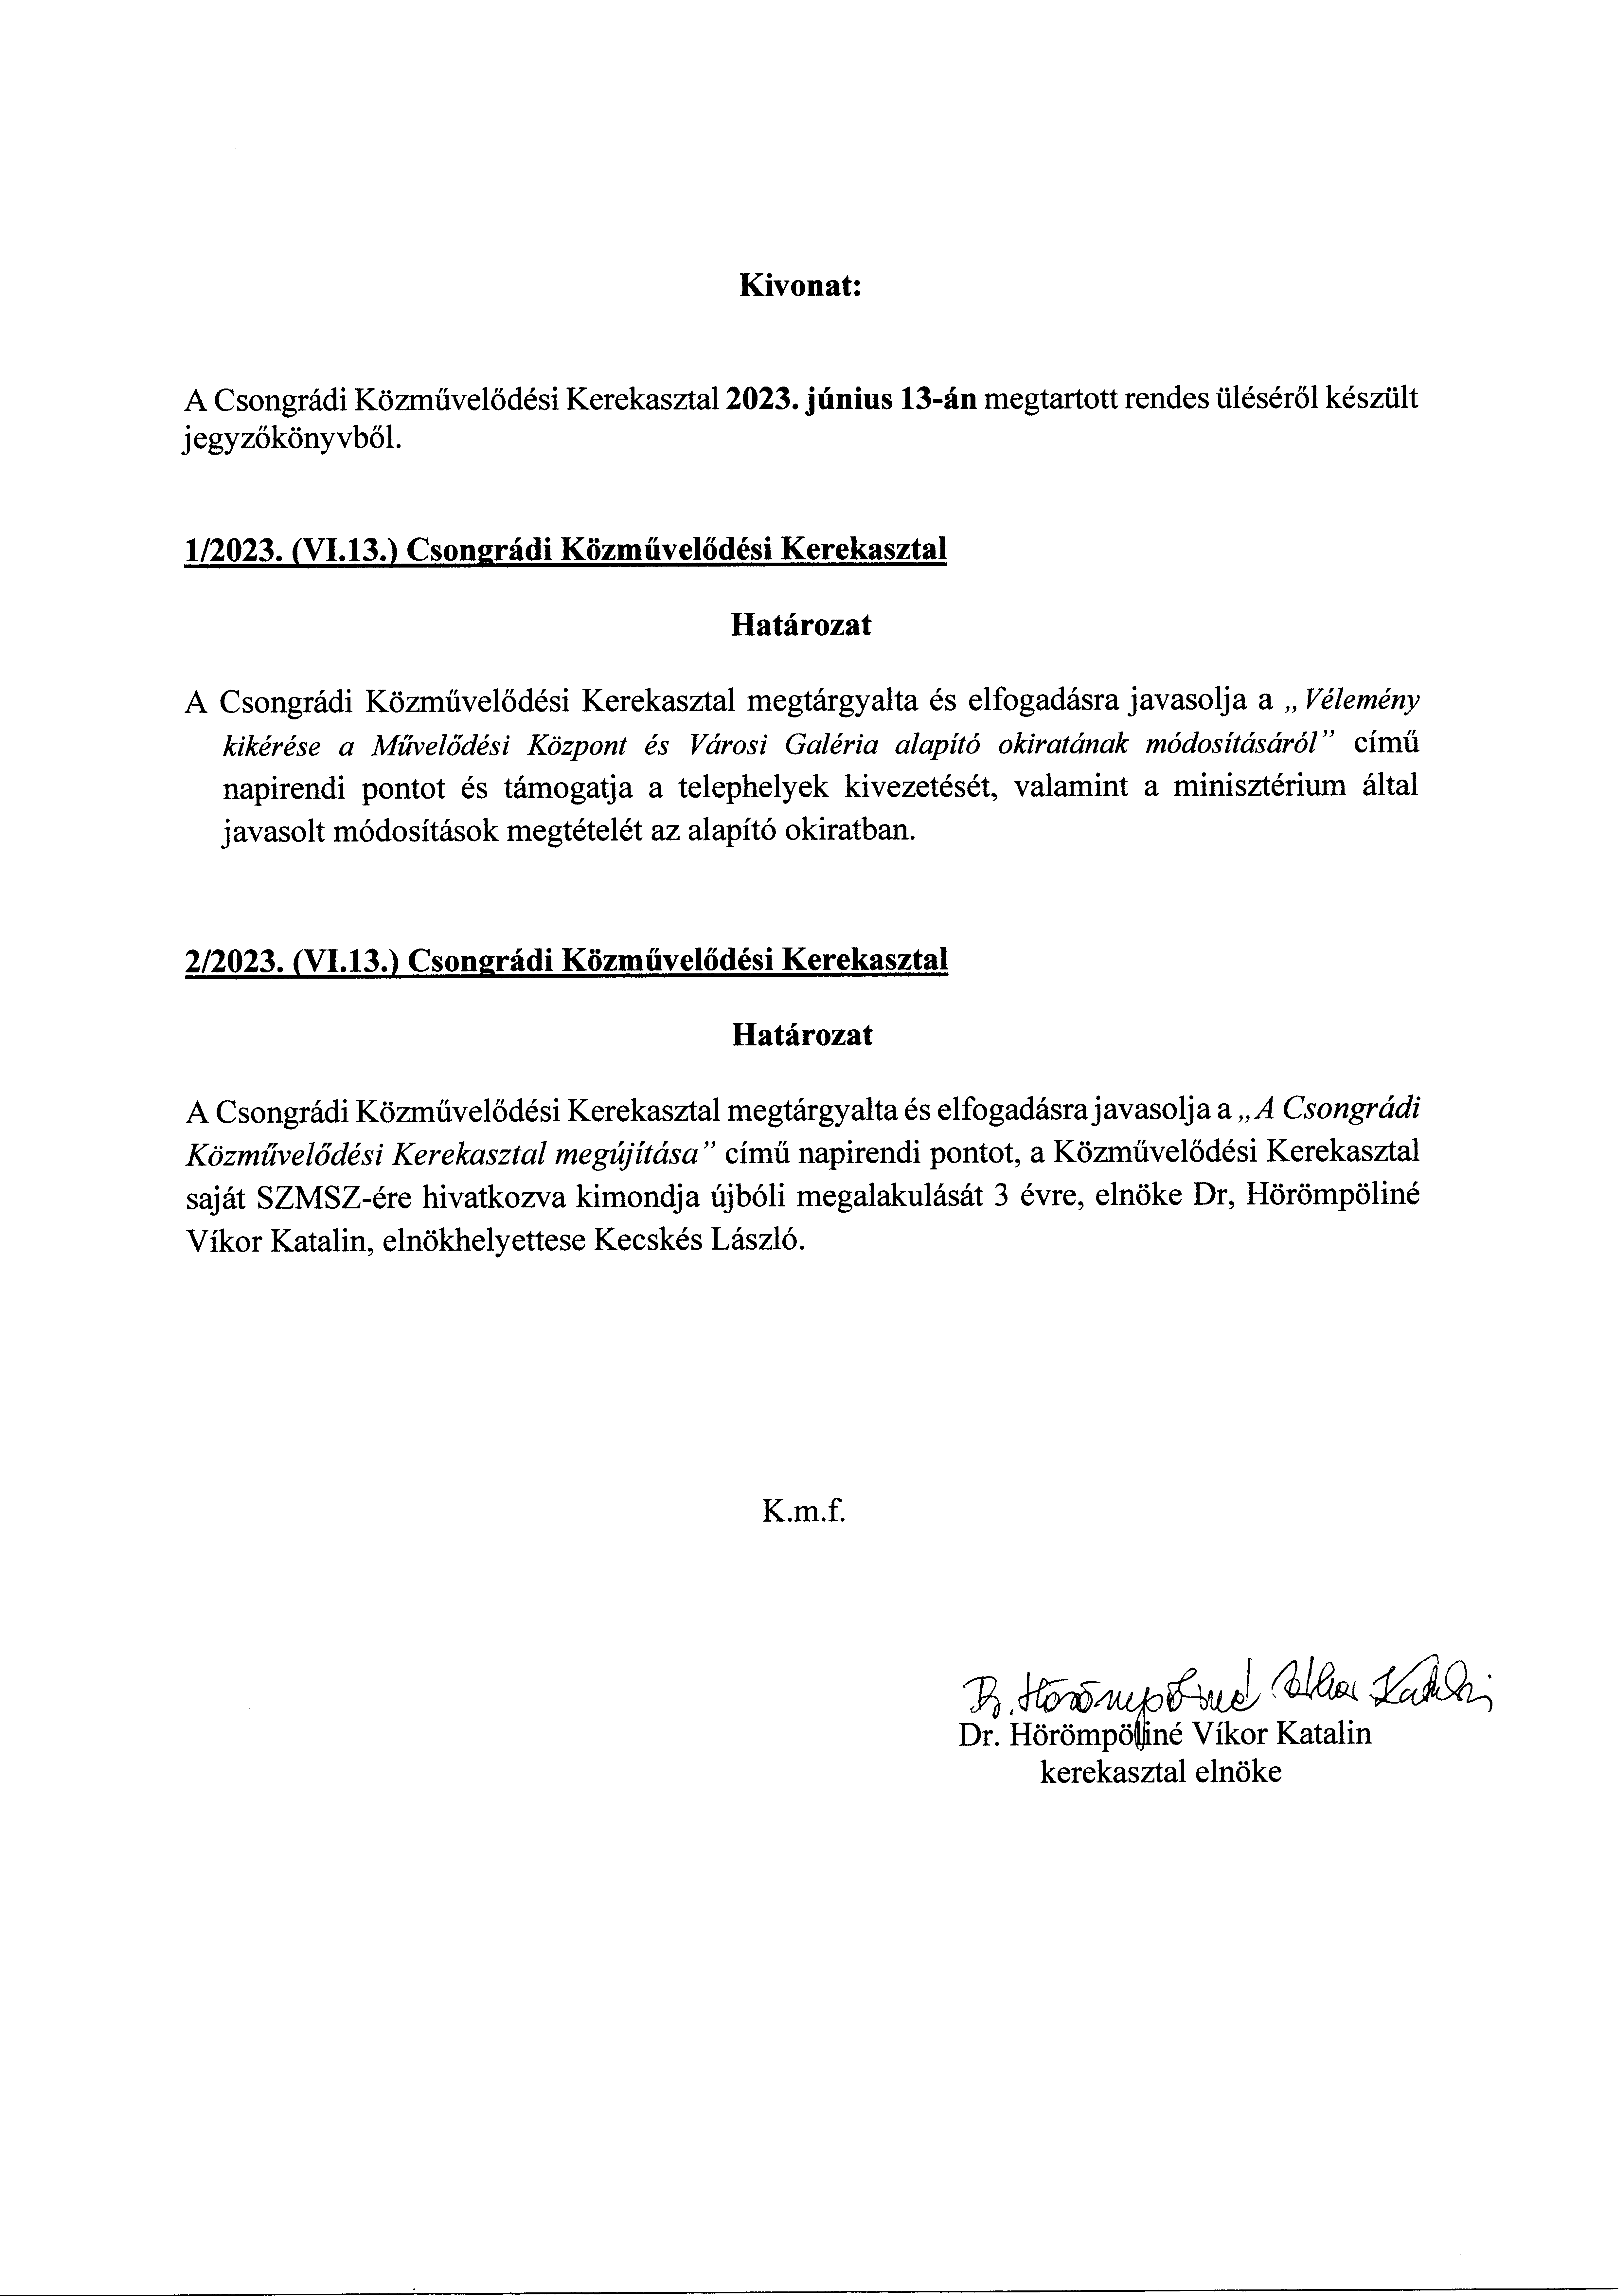 Kivonat:
A Csongrádi Közművelődési Kerekasztal 2023. június 13-án megtartott rendes üléséről készült
jegyzőkönyvből.
1/2023. (VI.13.) Csongrádi Közművelődési Kerekasztal
Határozat
A Csongrádi Közművelődési Kerekasztal megtárgyalta és elfogadásra javasolja a „Vélemény
kikérése a Művelődési Központ és Városi Galéria alapító okiratának módosításáról” című
napirendi pontot és támogatja a telephelyek kivezetését, valamint a minisztérium által
javasolt módosítások megtételét az alapító okiratban.
2/2023. (VI.13.) Csongrádi Közművelődési Kerekasztal
Határozat
A Csongrádi Közművelődési Kerekasztal megtárgyalta és elfogadásra javasolja a „A Csongrádi
Közművelődési Kerekasztal megújítása” című napirendi pontot, a Közművelődési Kerekasztal
saját SZMSZ-ére hivatkozva kimondja újbóli megalakulását 3 évre, elnöke Dr, Hörömpöliné
Víkor Katalin, elnökhelyettese Kecskés László.
K.m.f.
Dr. Hörömpöliné Víkor Katalin
Dr. Hörömpöliné Víkor Katalin
kerekasztal elnöke